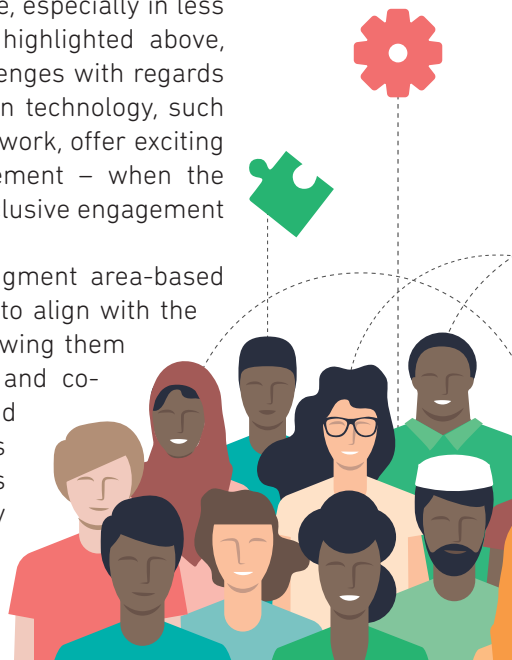 e, especially in less
highlighted above,
enges with regards
n technology, such
work, offer exciting
ement – when the
lusive engagement
gment area-based
to align with the
wing them
and co-
d
s
s
y